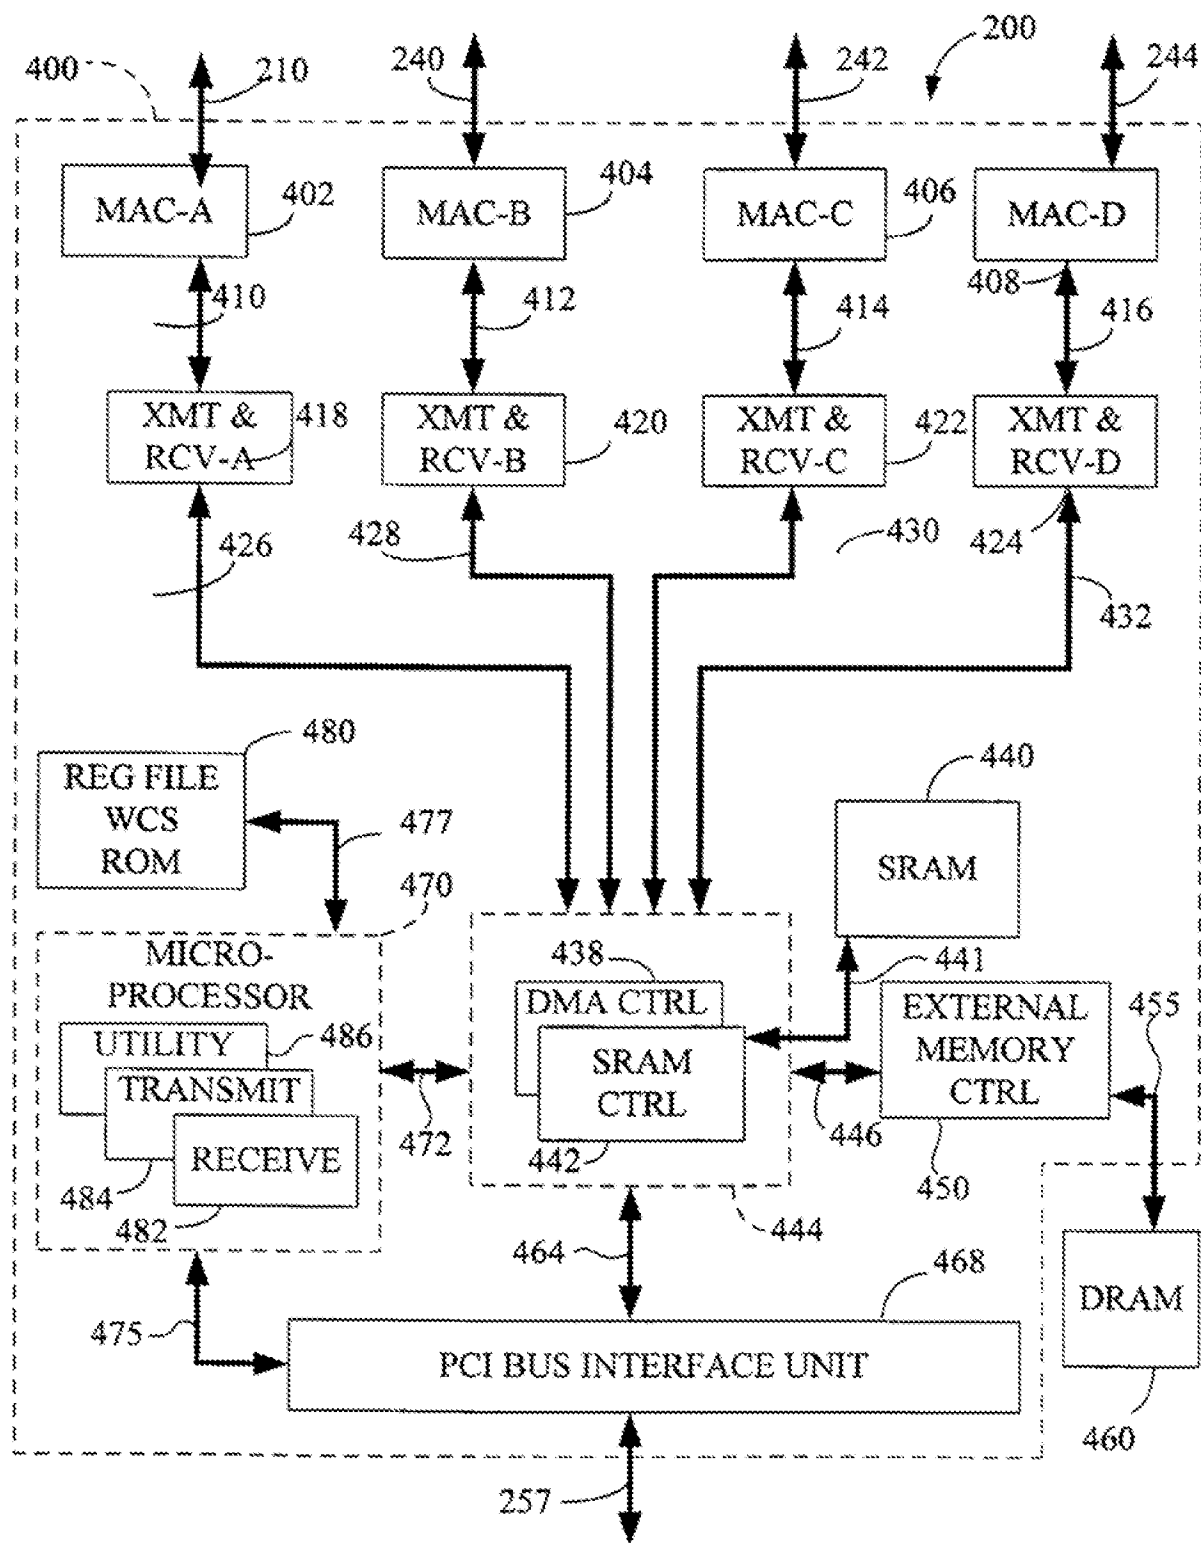 200
400
210
240
242
244
MAC-A
402
MAC-B
404
MAC-C
406
MAC-D
408
410
412
414
416
XMT &
RCV-A
418
XMT &
RCV-B
420
XMT &
RCV-C
422
XMT &
RCV-D
424
426
428
430
432
480
REG FILE
WCS
ROM
477
470
440
SRAM
441
MICRO-
PROCESSOR
UTILITY
486
TRANSMIT
RECEIVE
484
482
472
438
DMA CTRL
SRAM
CTRL
442
444
446
EXTERNAL
MEMORY
CTRL
450
455
DRAM
460
464
468
475
PCI BUS INTERFACE UNIT
257